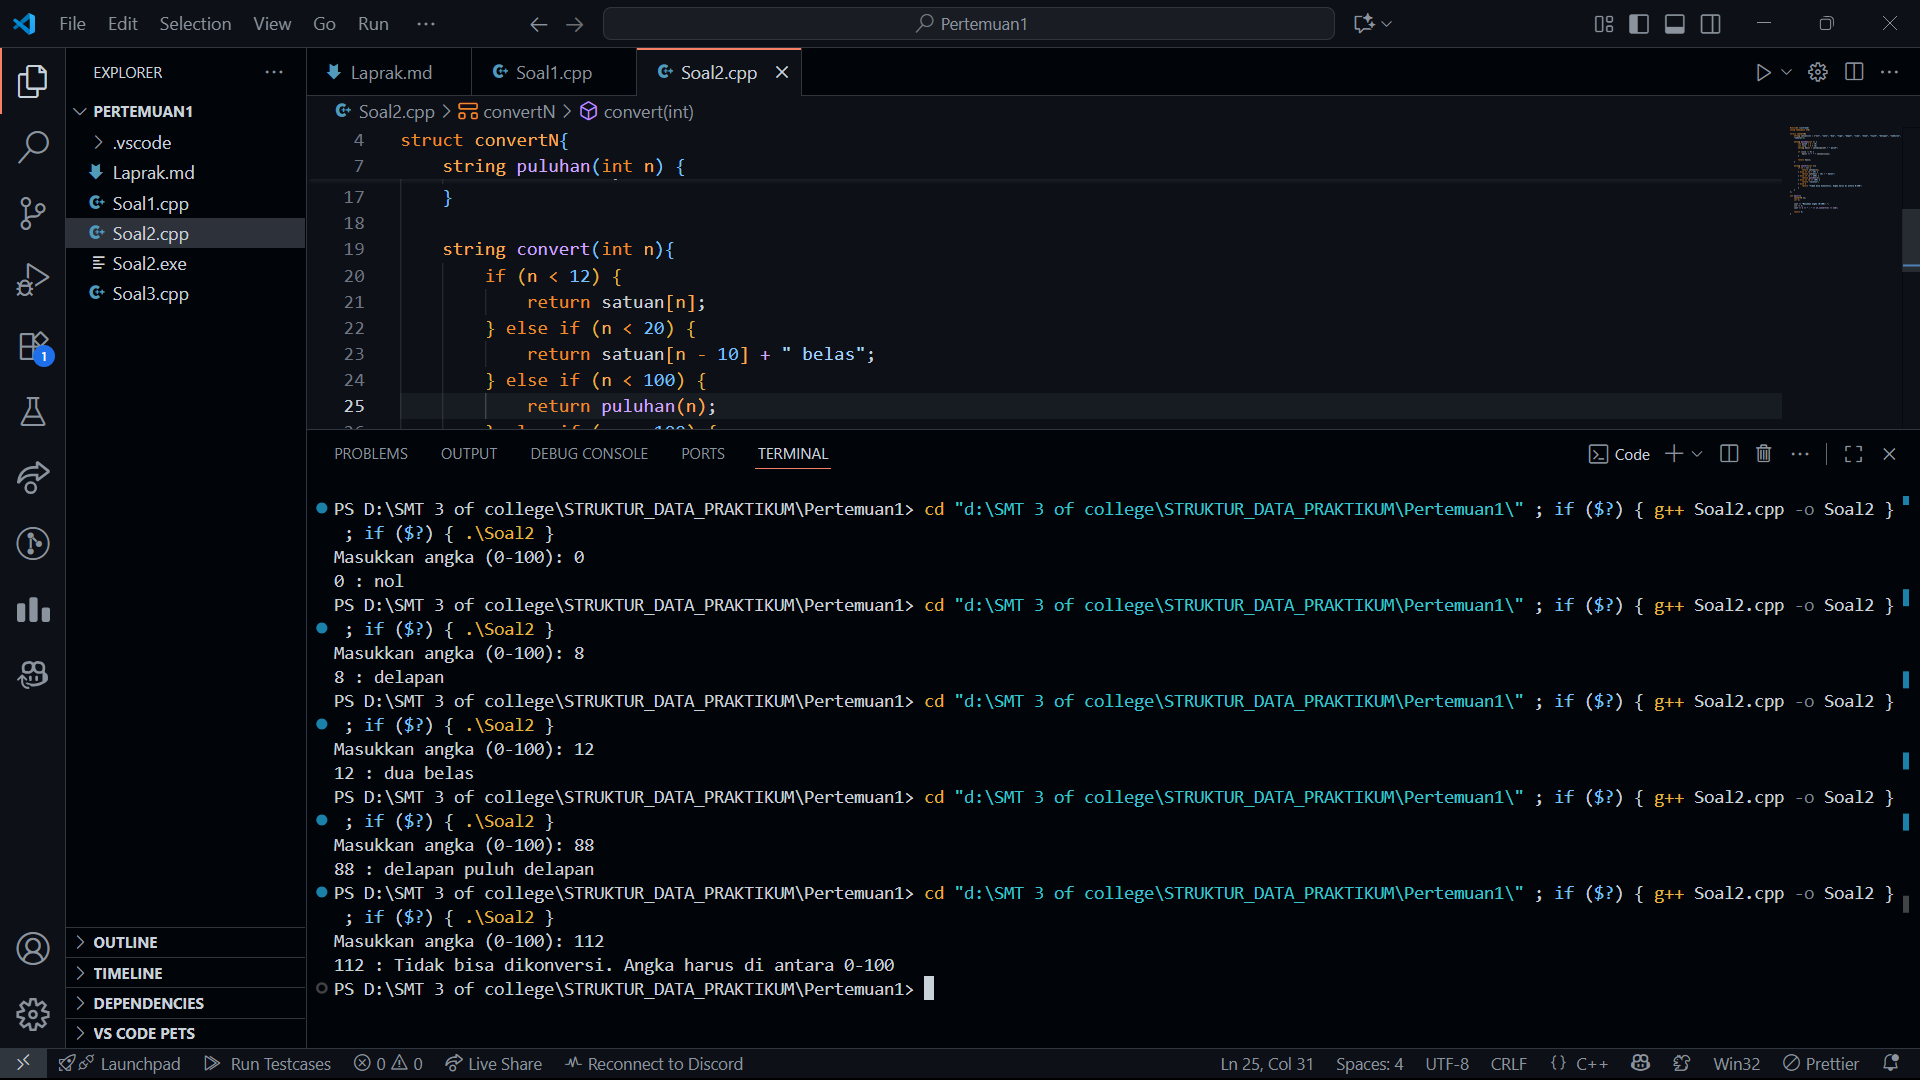 File Edit Selection View Go Run ··· Pertemuan1
EXPLORER ···
PERTEMUAN1
.vscode
Laprak.md
Soal1.cpp
Soal2.cpp
Soal2.exe
Soal3.cpp
OUTLINE
TIMELINE
DEPENDENCIES
VS CODE PETS
1
Laprak.md Soal1.cpp Soal2.cpp
Soal2.cpp > convertN > convert(int)
4 struct convertN{
7 string puluhan(int n) {
17 }
18
19 string convert(int n){
20 if (n < 12) {
21 return satuan[n];
22 } else if (n < 20) {
23 return satuan[n - 10] + " belas";
24 } else if (n < 100) {
25 return puluhan(n);
PROBLEMS OUTPUT DEBUG CONSOLE PORTS TERMINAL Code
PS D:\SMT 3 of college\STRUKTUR_DATA_PRAKTIKUM\Pertemuan1> cd "d:\SMT 3 of college\STRUKTUR_DATA_PRAKTIKUM\Pertemuan1\" ; if ($?) { g++ Soal2.cpp -o Soal2 }
; if ($?) { .\Soal2 }
Masukkan angka (0-100): 0
0 : nol
PS D:\SMT 3 of college\STRUKTUR_DATA_PRAKTIKUM\Pertemuan1> cd "d:\SMT 3 of college\STRUKTUR_DATA_PRAKTIKUM\Pertemuan1\" ; if ($?) { g++ Soal2.cpp -o Soal2 }
; if ($?) { .\Soal2 }
Masukkan angka (0-100): 8
8 : delapan
PS D:\SMT 3 of college\STRUKTUR_DATA_PRAKTIKUM\Pertemuan1> cd "d:\SMT 3 of college\STRUKTUR_DATA_PRAKTIKUM\Pertemuan1\" ; if ($?) { g++ Soal2.cpp -o Soal2 }
; if ($?) { .\Soal2 }
Masukkan angka (0-100): 12
12 : dua belas
PS D:\SMT 3 of college\STRUKTUR_DATA_PRAKTIKUM\Pertemuan1> cd "d:\SMT 3 of college\STRUKTUR_DATA_PRAKTIKUM\Pertemuan1\" ; if ($?) { g++ Soal2.cpp -o Soal2 }
; if ($?) { .\Soal2 }
Masukkan angka (0-100): 88
88 : delapan puluh delapan
PS D:\SMT 3 of college\STRUKTUR_DATA_PRAKTIKUM\Pertemuan1> cd "d:\SMT 3 of college\STRUKTUR_DATA_PRAKTIKUM\Pertemuan1\" ; if ($?) { g++ Soal2.cpp -o Soal2 }
; if ($?) { .\Soal2 }
Masukkan angka (0-100): 112
112 : Tidak bisa dikonversi. Angka harus di antara 0-100
PS D:\SMT 3 of college\STRUKTUR_DATA_PRAKTIKUM\Pertemuan1>
Launchpad Run Testcases 0 0 Live Share Reconnect to Discord Ln 25, Col 31 Spaces: 4 UTF-8 CRLF {} C++ Win32 Prettier